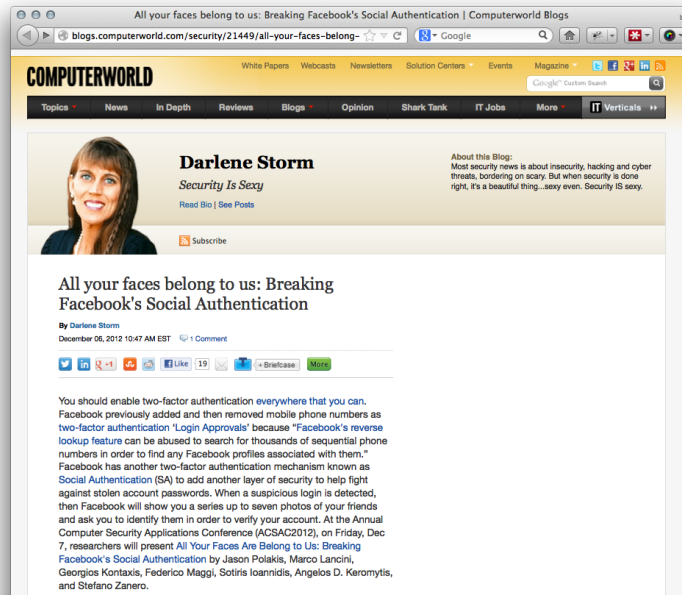 All your faces belong to us: Breaking Facebook's Social Authentication | Computerworld Blogs
blogs.computerworld.com/security/21449/all-your-faces-belong-
Google
COMPUTERWORLD
White Papers Webcasts Newsletters Solution Centers Events Magazine
Google™ Custom Search
Topics News In Depth Reviews Blogs Opinion Shark Tank IT Jobs More IT Verticals
Darlene Storm
Security Is Sexy
Read Bio | See Posts
About this Blog:
Most security news is about insecurity, hacking and cyber
threats, bordering on scary. But when security is done
right, it's a beautiful thing...sexy even. Security IS sexy.
Subscribe
All your faces belong to us: Breaking
Facebook's Social Authentication
By Darlene Storm
December 06, 2012 10:47 AM EST 1 Comment
+1 Like 19 + Briefcase More
You should enable two-factor authentication everywhere that you can.
Facebook previously added and then removed mobile phone numbers as
two-factor authentication 'Login Approvals' because "Facebook's reverse
lookup feature can be abused to search for thousands of sequential phone
numbers in order to find any Facebook profiles associated with them."
Facebook has another two-factor authentication mechanism known as
Social Authentication (SA) to add another layer of security to help fight
against stolen account passwords. When a suspicious login is detected,
then Facebook will show you a series up to seven photos of your friends
and ask you to identify them in order to verify your account. At the Annual
Computer Security Applications Conference (ACSAC2012), on Friday, Dec
7, researchers will present All Your Faces Are Belong to Us: Breaking
Facebook's Social Authentication by Jason Polakis, Marco Lancini,
Georgios Kontaxis, Federico Maggi, Sotiris Ioannidis, Angelos D. Keromytis,
and Stefano Zanero.